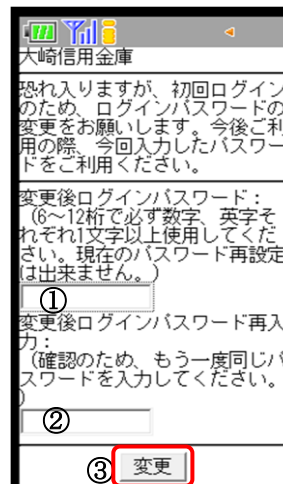 大崎信用金庫
恐れ入りますが、初回ログイン
のため、ログインパスワードの
変更をお願いします。今後ご利
用の際、今回入力したパスワー
ドをご利用ください。
変更後ログインパスワード:
(6〜12桁で必ず数字、英字そ
れぞれ1文字以上使用してくだ
さい。現在のパスワード再設定
は出来ません。)
①
変更後ログインパスワード再入
力:
(確認のため、もう一度同じパ
スワードを入力してください。
)
②
③ 変更